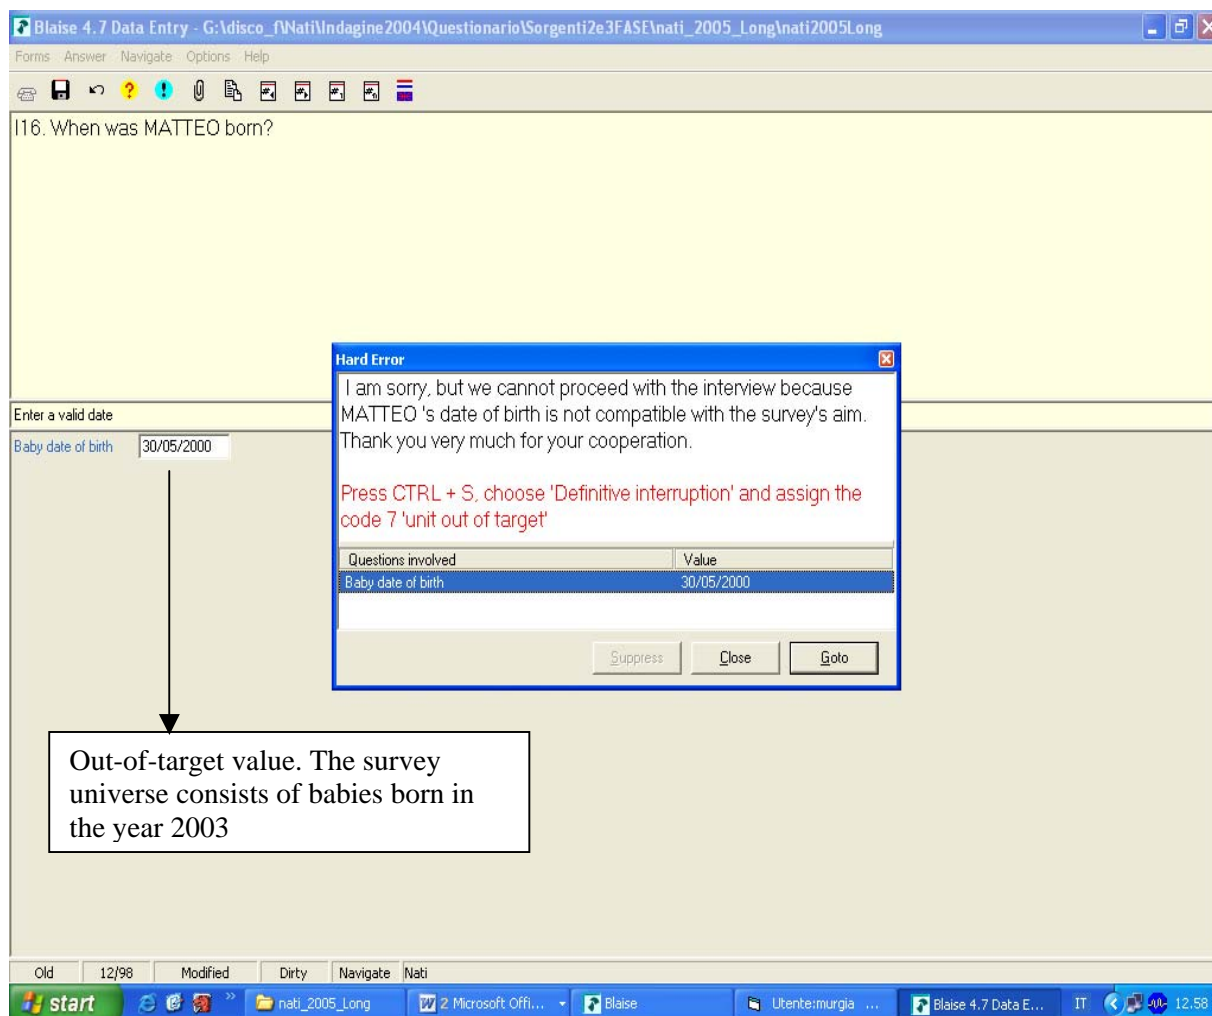 Blaise 4.7 Data Entry - G:\disco_f\Nati\Indagine2004\Questionario\Sorgenti2e3FASE\nati_2005_Long\nati2005Long
Forms Answer Navigate Options Help
I16. When was MATTEO born?
Hard Error
I am sorry, but we cannot proceed with the interview because
MATTEO 's date of birth is not compatible with the survey's aim.
Thank you very much for your cooperation.
Press CTRL + S, choose 'Definitive interruption' and assign the
code 7 'unit out of target'
Questions involved Value
Baby date of birth 30/05/2000
Suppress Close Goto
Enter a valid date
Baby date of birth 30/05/2000
Out-of-target value. The survey
universe consists of babies born in
the year 2003
Old 12/98 Modified Dirty Navigate Nati
start nati_2005_Long 2 Microsoft Offi... Blaise Utente:murgia ... Blaise 4.7 Data E... IT 12.58